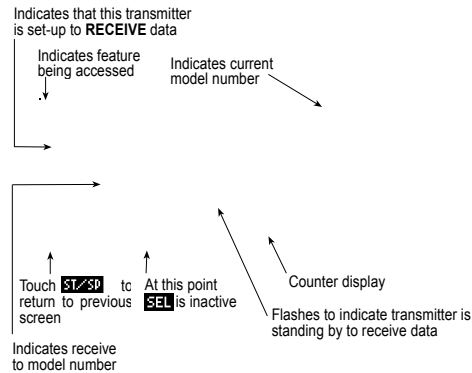 Indicates that this transmitter
is set-up to RECEIVE data
Indicates feature
being accessed
Indicates current
model number
Touch ST/SD to
return to previous
screen
At this point
SEL is inactive
Counter display
Flashes to indicate transmitter is
standing by to receive data
Indicates receive
to model number